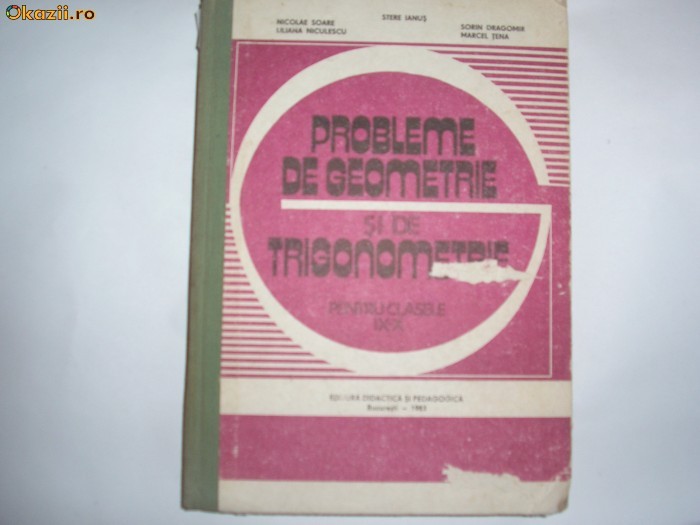 Okazii.ro
STERE IANUȘ
NICOLAE SOARE
LILIANA NICULESCU
SORIN DRAGOMIR
MARCEL ȚENA
PROBLEME
DE GEOMETRIE
ȘI DE
TRIGONOMETRIE
PENTRU CLASELE
IX-X
EDITURA DIDACTICĂ ȘI PEDAGOGICĂ
București – 1983